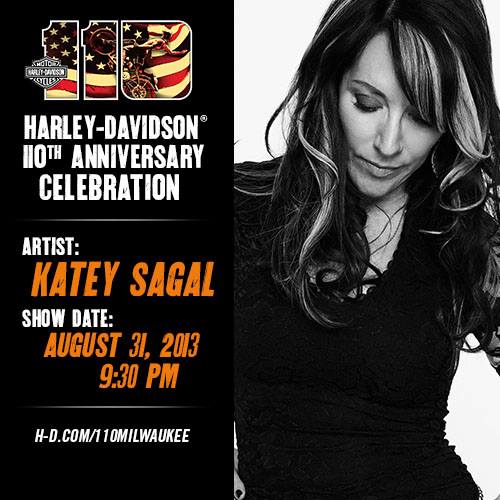 110
MOTOR
HARLEY-DAVIDSON
CYCLES
HARLEY-DAVIDSON®
110TH ANNIVERSARY
CELEBRATION
ARTIST:
KATEY SAGAL
SHOW DATE:
AUGUST 31, 2013
9:30 PM
H-D.COM/110MILWAUKEE